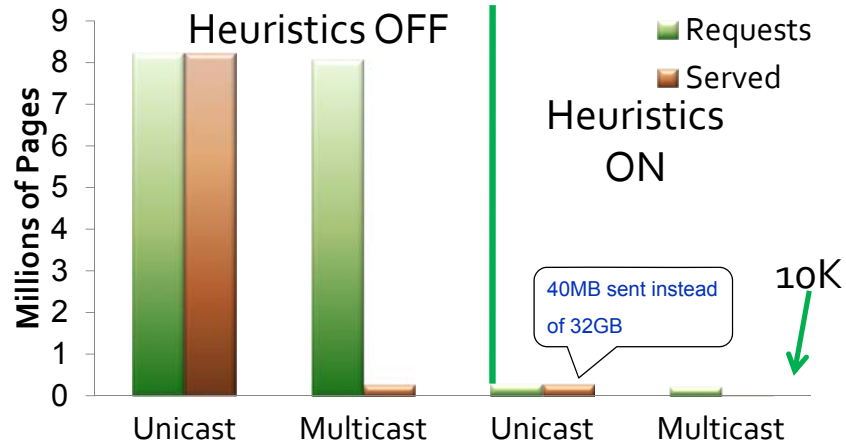 Heuristics OFF
Requests
Served
Heuristics
ON
Millions of Pages
9
8
7
6
5
4
3
2
1
0
40MB sent instead
of 32GB
10K
Unicast
Multicast
Unicast
Multicast